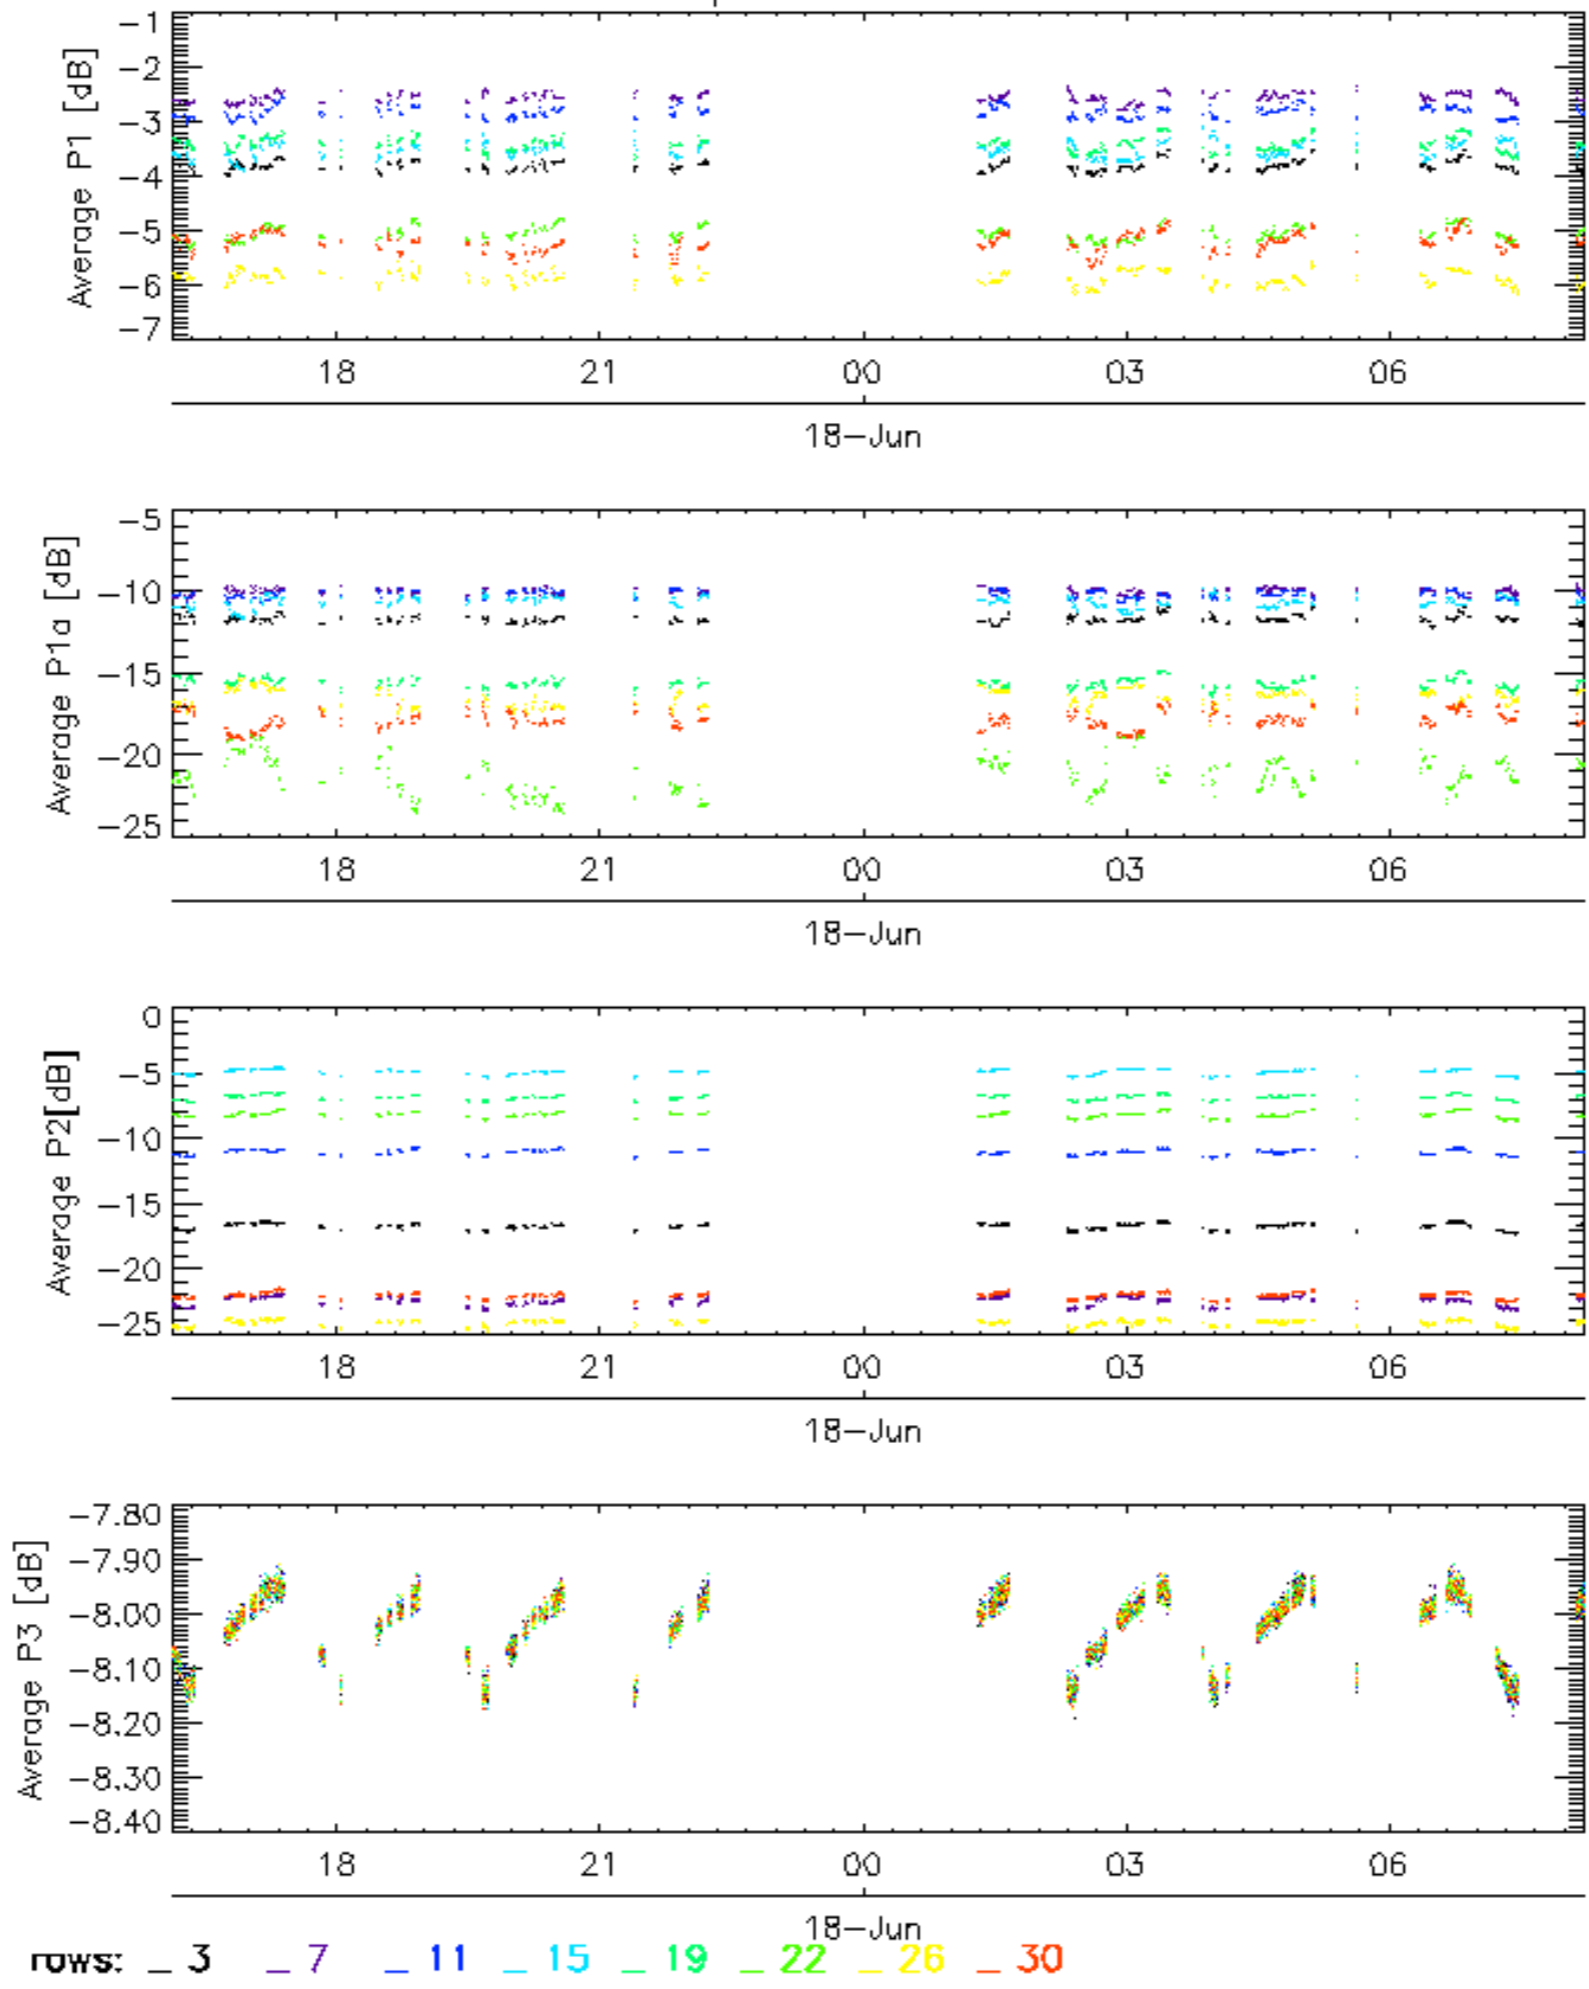 Average P1 [dB]
-1
-2
-3
-4
-5
-6
-7
18 21 00 03 06
18-Jun
Average P1a [dB]
-5
-10
-15
-20
-25
18 21 00 03 06
18-Jun
Average P2[dB]
0
-5
-10
-15
-20
-25
18 21 00 03 06
18-Jun
Average P3 [dB]
-7.80
-7.90
-8.00
-8.10
-8.20
-8.30
-8.40
18 21 00 03 06
18-Jun
rows: _ 3 _ 7 _ 11 _ 15 _ 19 _ 22 _ 26 _ 30